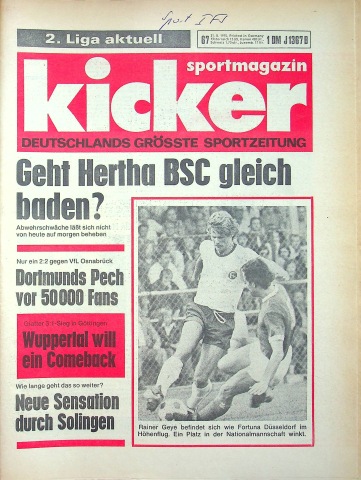 2. Liga aktuell
67
1 DM J 1367 B
sportmagazin
kicker
DEUTSCHLANDS GRÖSSTE SPORTZEITUNG
Geht Hertha BSC gleich
baden?
Abwehrschwäche läßt sich nicht
von heute auf morgen beheben
Nur ein 2:2 gegen VfL Osnabrück
Dortmunds Pech
vor 50000 Fans
Wuppertal will
ein Comeback
Wie lange geht das so weiter?
Neue Sensation
durch Solingen
Rainer Geye befindet sich wie Fortuna Düsseldorf im
Höhenflug. Ein Platz in der Nationalmannschaft winkt.